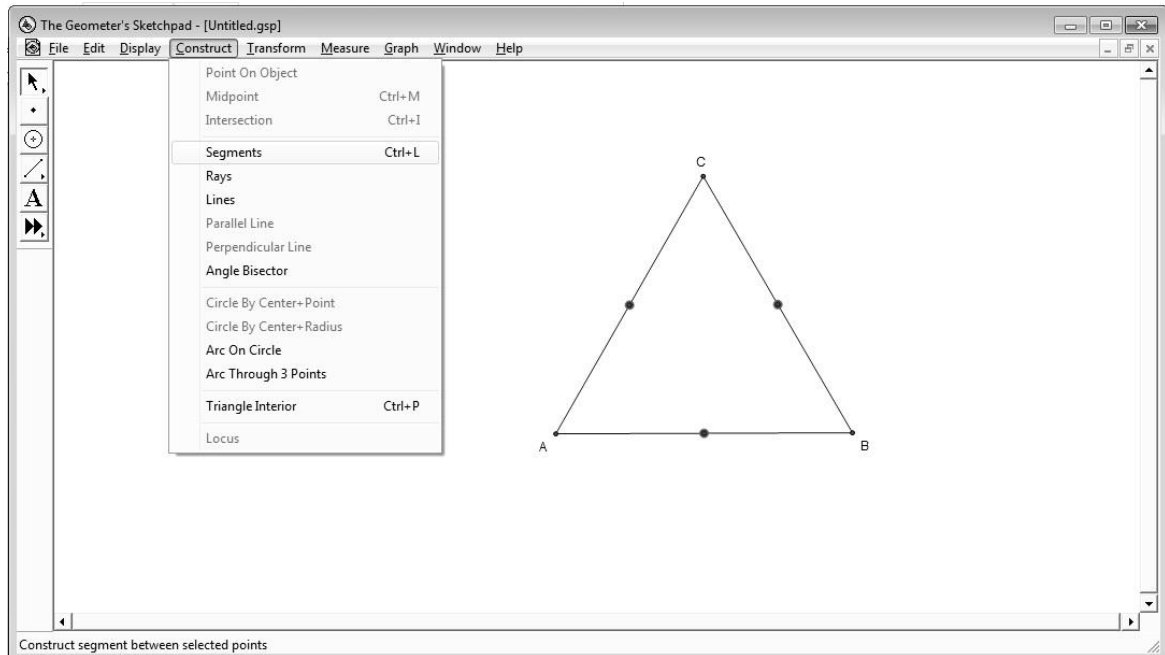 The Geometer's Sketchpad - [Untitled.gsp]
File Edit Display Construct Transform Measure Graph Window Help
Point On Object
Midpoint Ctrl+M
Intersection Ctrl+I
Segments Ctrl+L
Rays
Lines
Parallel Line
Perpendicular Line
Angle Bisector
Circle By Center+Point
Circle By Center+Radius
Arc On Circle
Arc Through 3 Points
Triangle Interior Ctrl+P
Locus
A
C
A
B
Construct segment between selected points